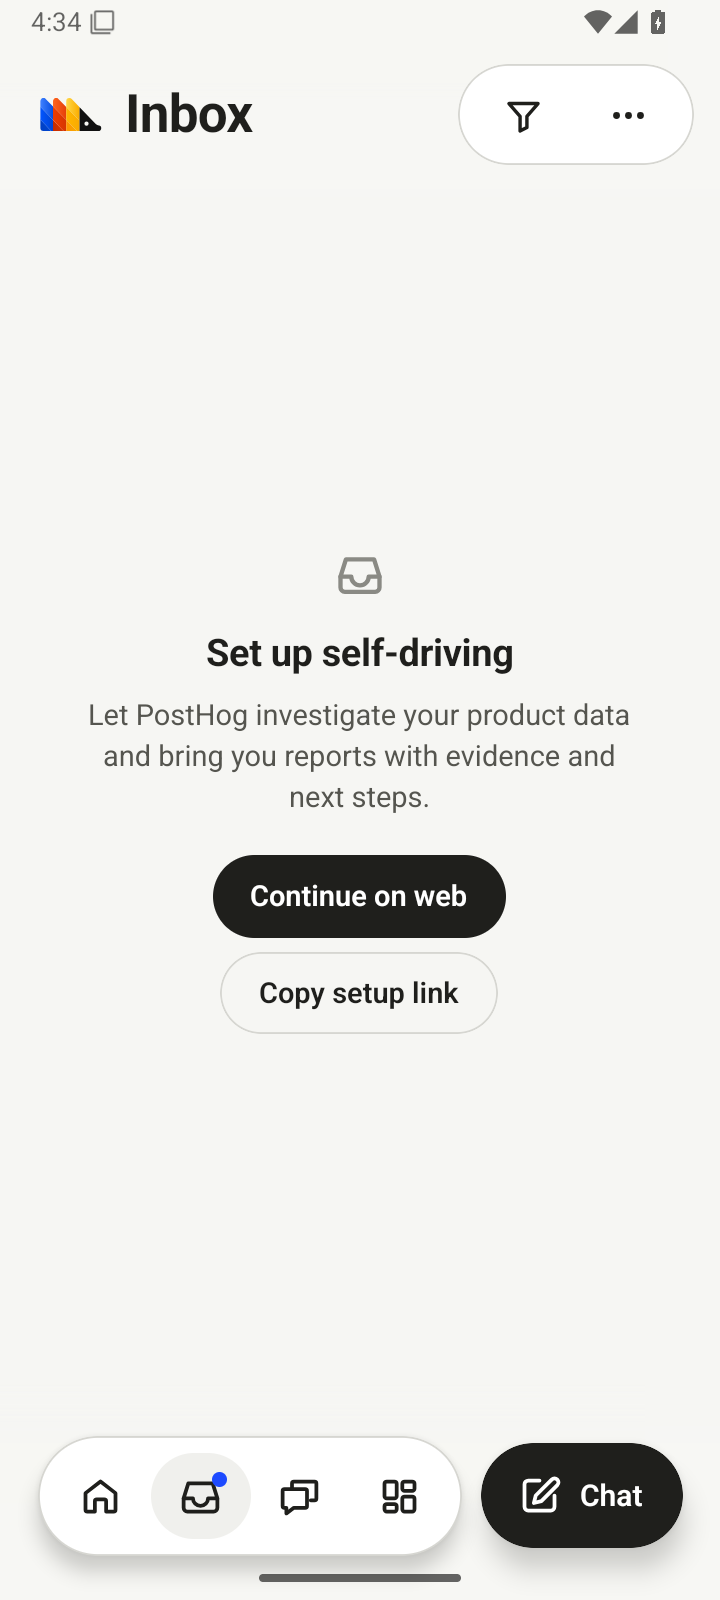 4:34
Inbox
Set up self-driving
Let PostHog investigate your product data
and bring you reports with evidence and
next steps.
Continue on web
Copy setup link
Chat